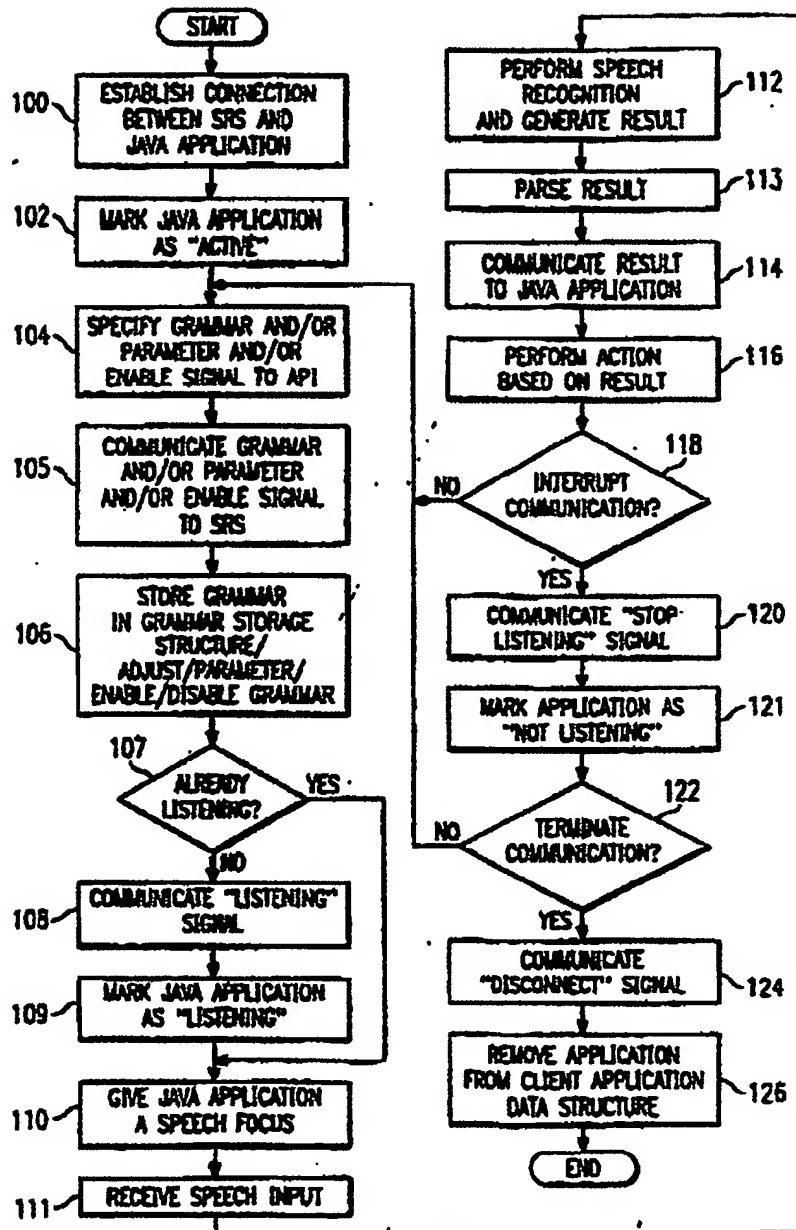 START
100
ESTABLISH CONNECTION
BETWEEN SRS AND
JAVA APPLICATION
102
MARK JAVA APPLICATION
AS "ACTIVE"
104
SPECIFY GRAMMAR AND/OR
PARAMETER AND/OR
ENABLE SIGNAL TO API
105
COMMUNICATE GRAMMAR
AND/OR PARAMETER
AND/OR ENABLE SIGNAL
TO SRS
106
STORE GRAMMAR
IN GRAMMAR STORAGE
STRUCTURE/
ADJUST/PARAMETER/
ENABLE/DISABLE GRAMMAR
107
ALREADY
LISTENING?
YES
NO
108
COMMUNICATE "LISTENING"
SIGNAL
109
MARK JAVA APPLICATION
AS "LISTENING"
110
GIVE JAVA APPLICATION
A SPEECH FOCUS
111
RECEIVE SPEECH INPUT
PERFORM SPEECH
RECOGNITION
AND GENERATE RESULT
112
PARSE RESULT
113
COMMUNICATE RESULT
TO JAVA APPLICATION
114
PERFORM ACTION
BASED ON RESULT
116
118
INTERRUPT
COMMUNICATION?
NO
YES
COMMUNICATE "STOP
LISTENING" SIGNAL
120
MARK APPLICATION AS
"NOT LISTENING"
121
122
TERMINATE
COMMUNICATION?
NO
YES
COMMUNICATE
"DISCONNECT" SIGNAL
124
REMOVE APPLICATION
FROM CLIENT APPLICATION
DATA STRUCTURE
126
END